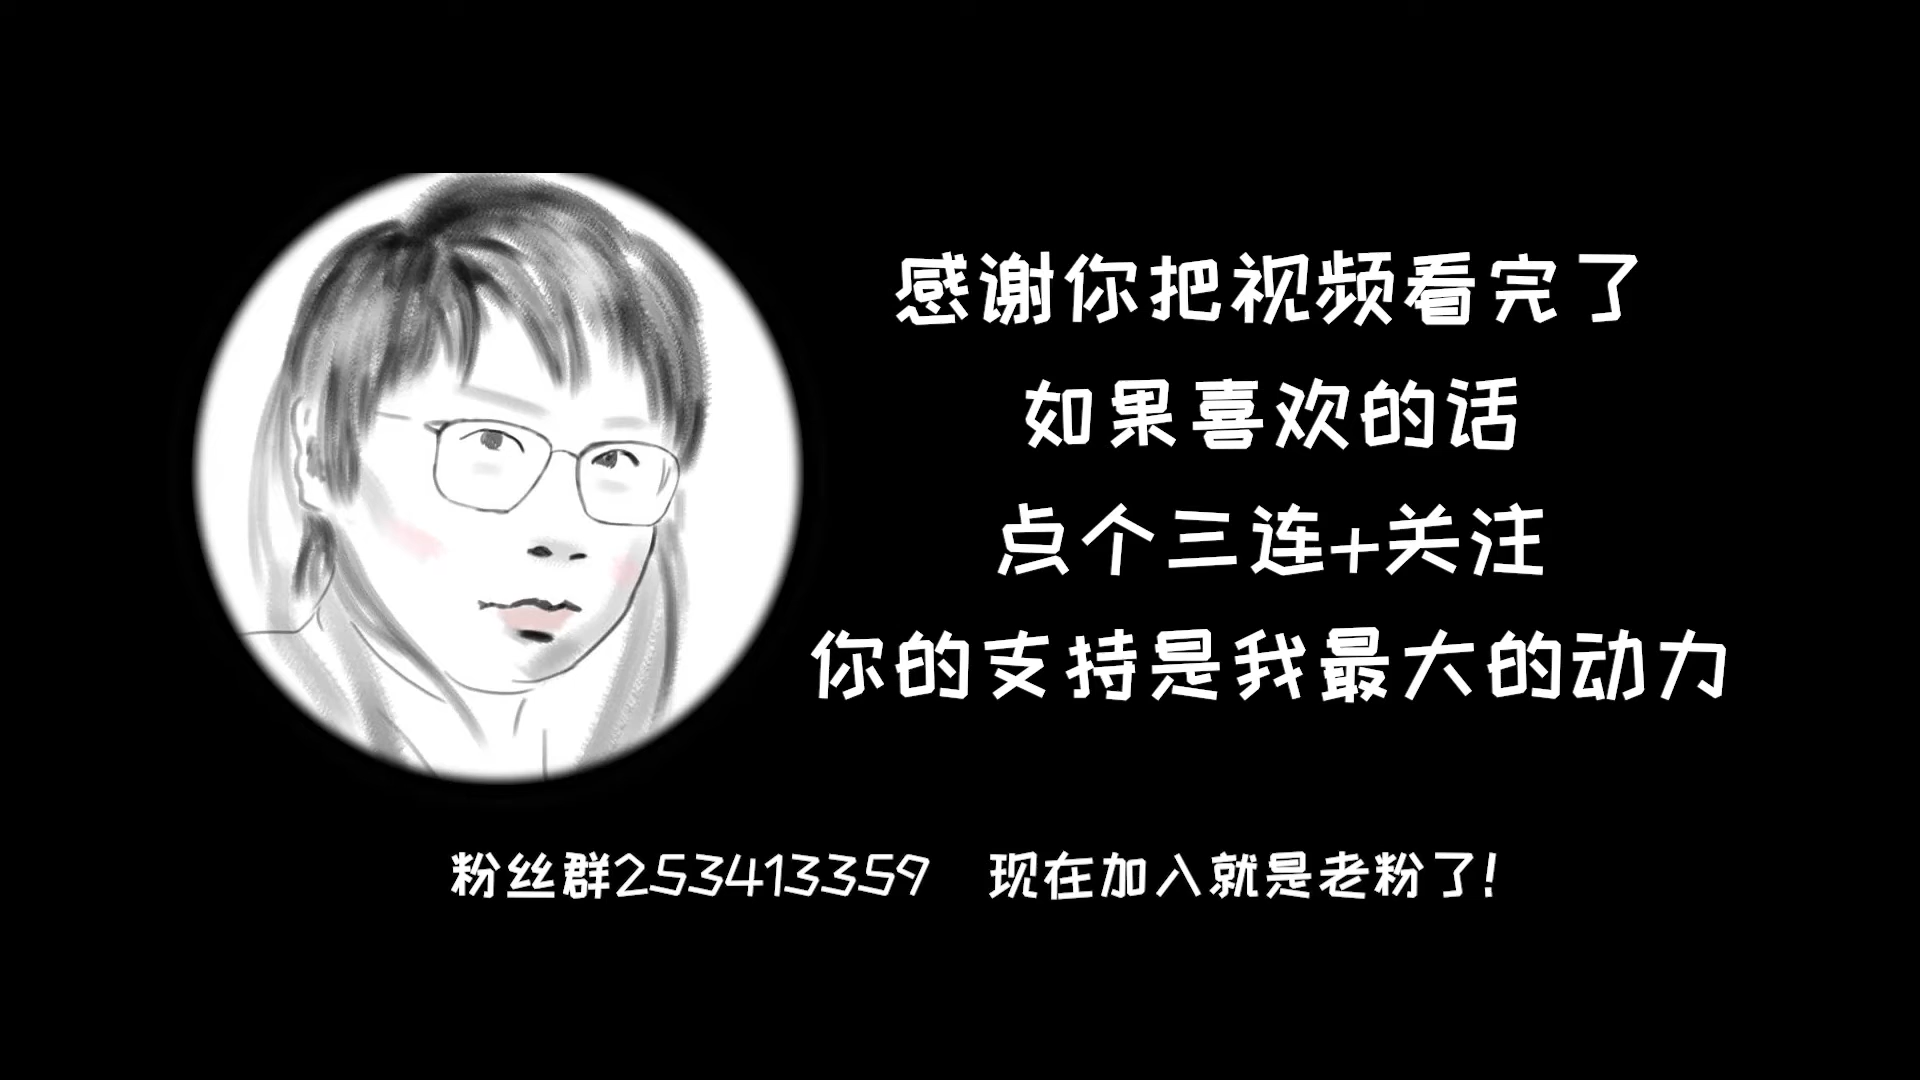 感谢你把视频看完了
如果喜欢的话
点个三连+关注
你的支持是我最大的动力
粉丝群253413359 现在加入就是老粉了!